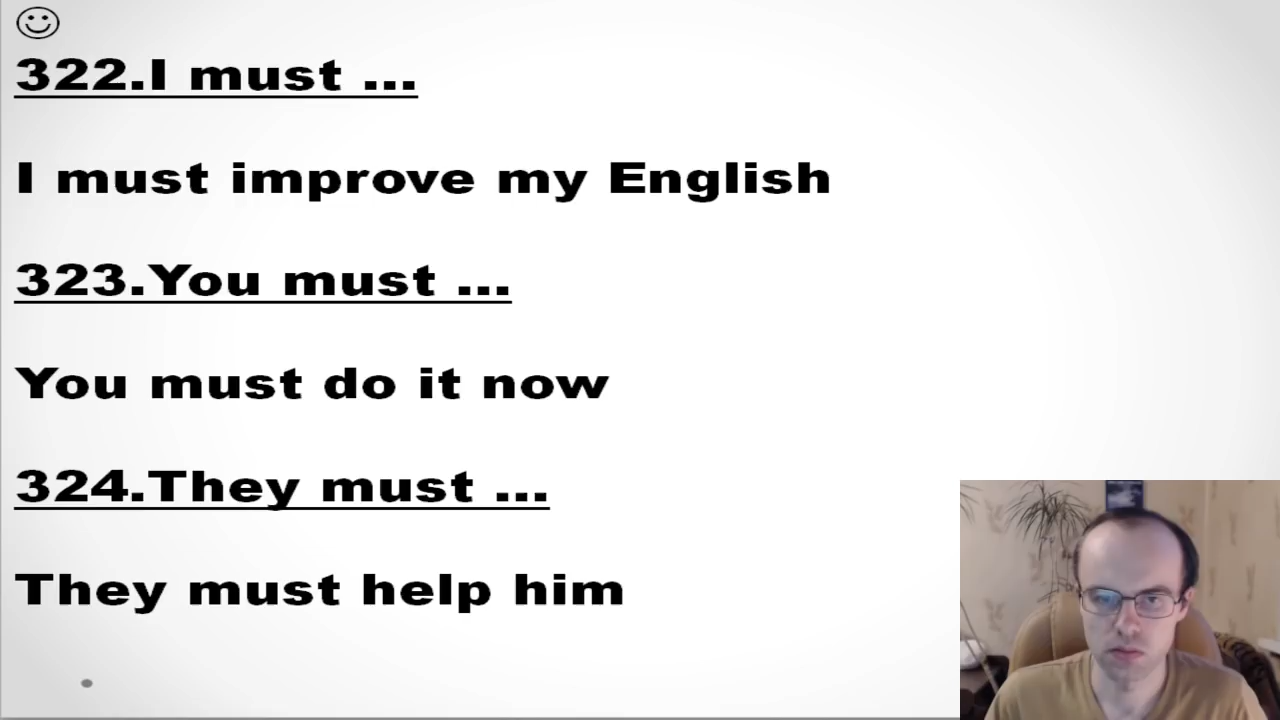 322.I must ...
I must improve my English
323.You must ...
You must do it now
324.They must ...
They must help him